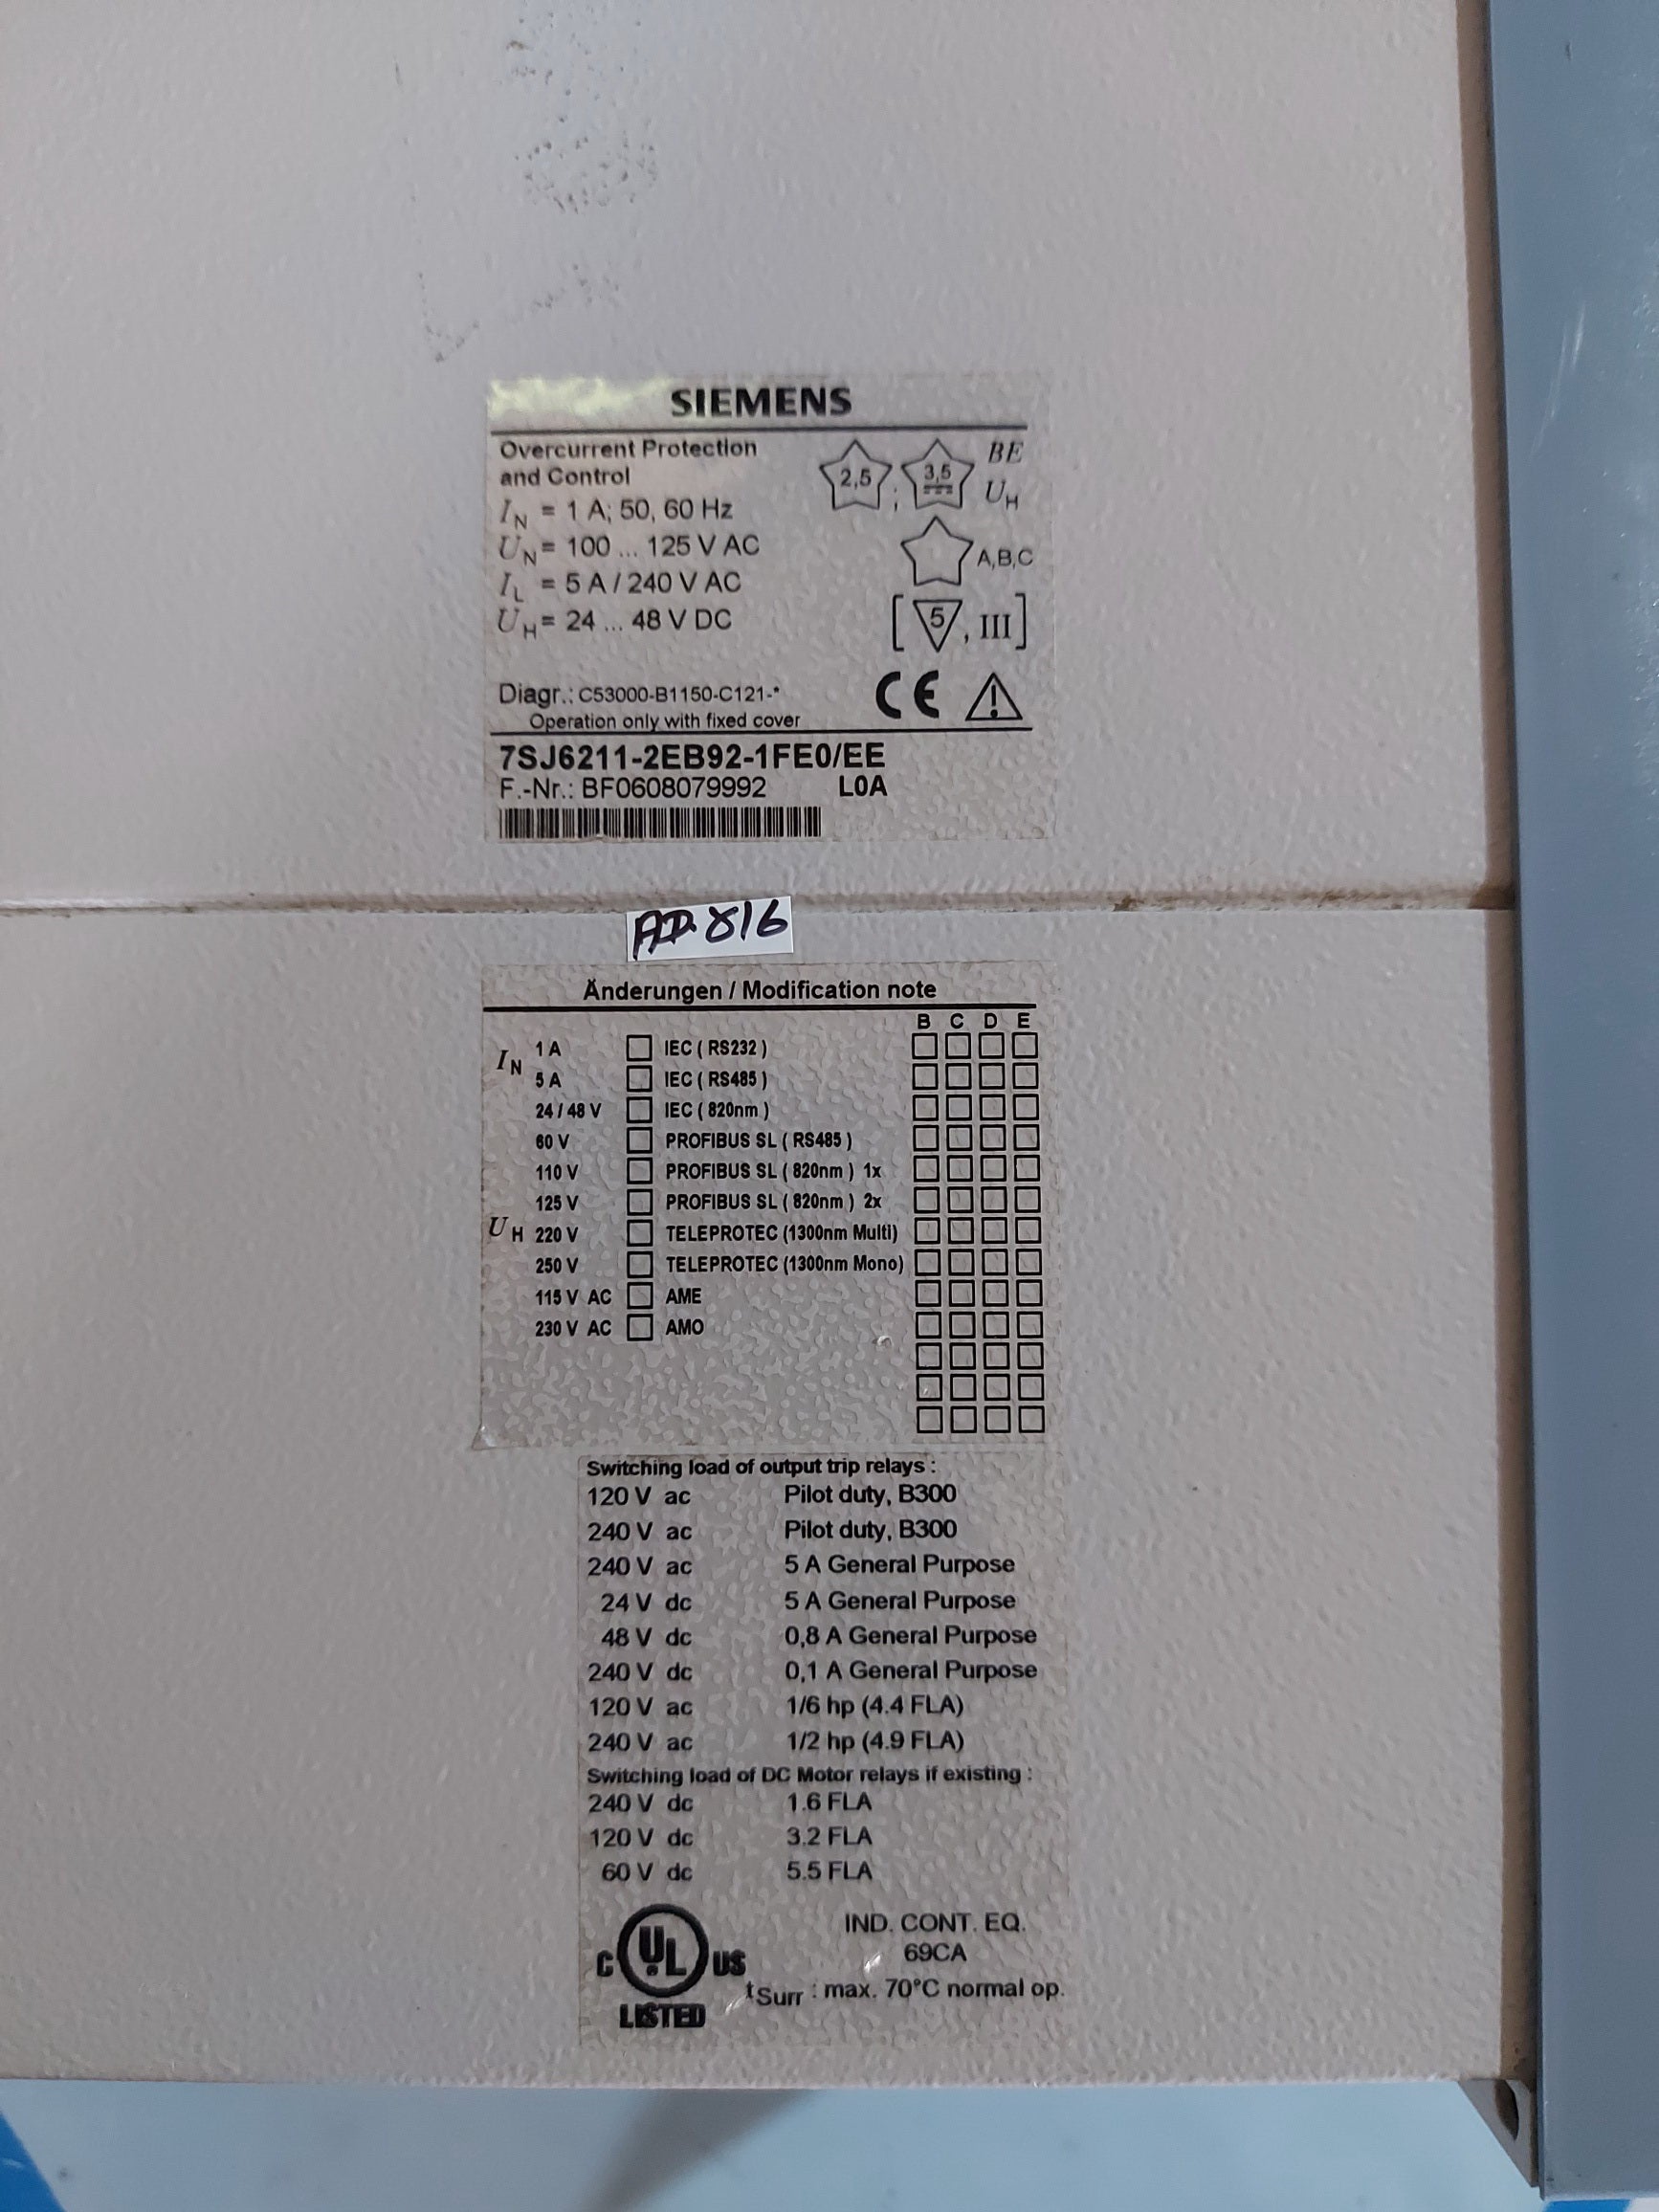 SIEMENS
Overcurrent Protection
and Control
IN = 1 A; 50, 60 Hz
UN = 100 ... 125 V AC
IL = 5 A / 240 V AC
UH = 24 ... 48 V DC
2,5 ; 3,5 BE UH
A,B,C
[ 5 , III ]
Diagr.: C53000-B1150-C121-*
Operation only with fixed cover
CE
7SJ6211-2EB92-1FE0/EE
F.-Nr.: BF0608079992 L0A
AD.816
Änderungen / Modification note
B C D E
IN 1 A IEC ( RS232 )
5 A IEC ( RS485 )
24 / 48 V IEC ( 820nm )
60 V PROFIBUS SL ( RS485 )
110 V PROFIBUS SL ( 820nm ) 1x
125 V PROFIBUS SL ( 820nm ) 2x
UH 220 V TELEPROTEC (1300nm Multi)
250 V TELEPROTEC (1300nm Mono)
115 V AC AME
230 V AC AMO
Switching load of output trip relays :
120 V ac Pilot duty, B300
240 V ac Pilot duty, B300
240 V ac 5 A General Purpose
24 V dc 5 A General Purpose
48 V dc 0,8 A General Purpose
240 V dc 0,1 A General Purpose
120 V ac 1/6 hp (4.4 FLA)
240 V ac 1/2 hp (4.9 FLA)
Switching load of DC Motor relays if existing :
240 V dc 1.6 FLA
120 V dc 3.2 FLA
60 V dc 5.5 FLA
C UL US
LISTED
IND. CONT. EQ.
69CA
tSurr : max. 70°C normal op.